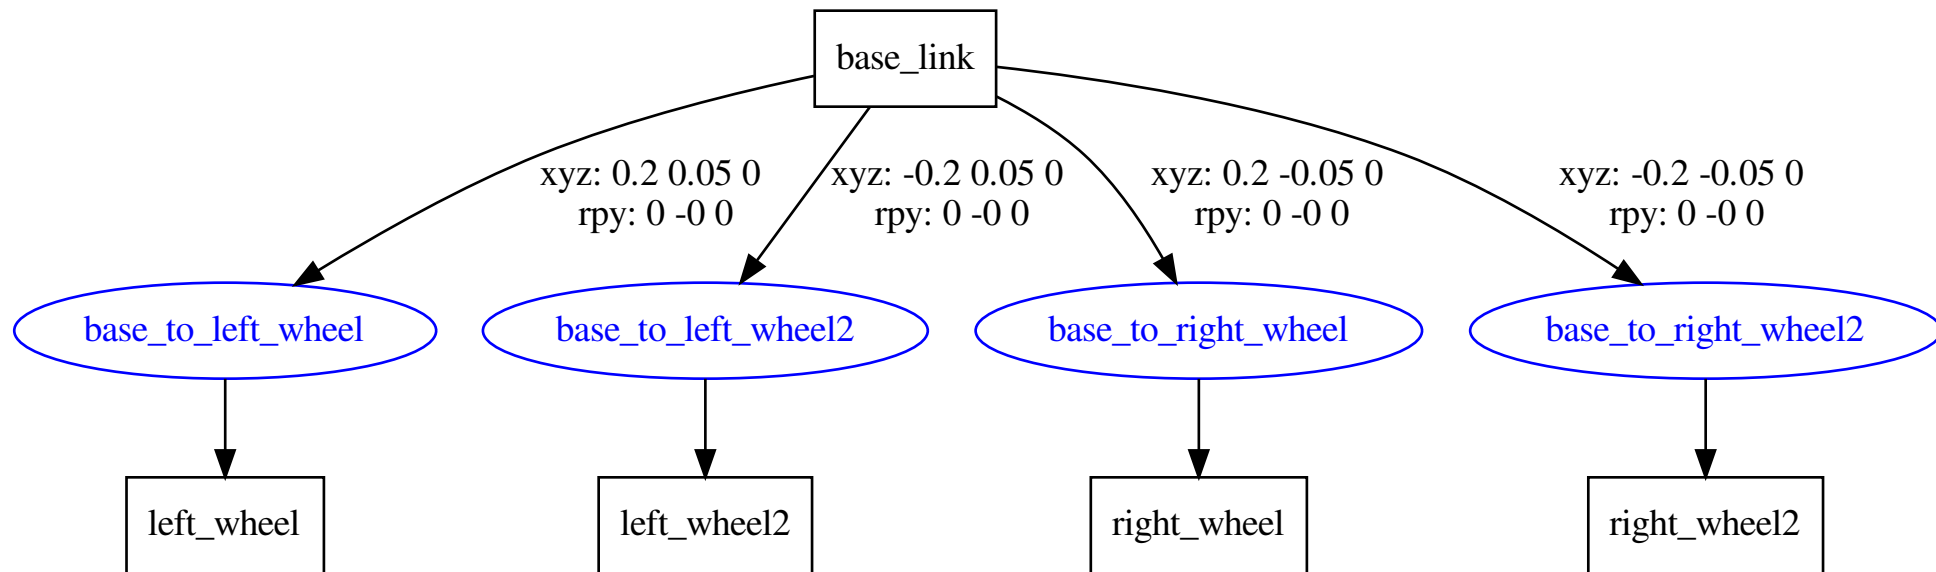 base_link
xyz: 0.2 0.05 0
rpy: 0 -0 0
xyz: -0.2 0.05 0
rpy: 0 -0 0
xyz: 0.2 -0.05 0
rpy: 0 -0 0
xyz: -0.2 -0.05 0
rpy: 0 -0 0
base_to_left_wheel
base_to_left_wheel2
base_to_right_wheel
base_to_right_wheel2
left_wheel
left_wheel2
right_wheel
right_wheel2